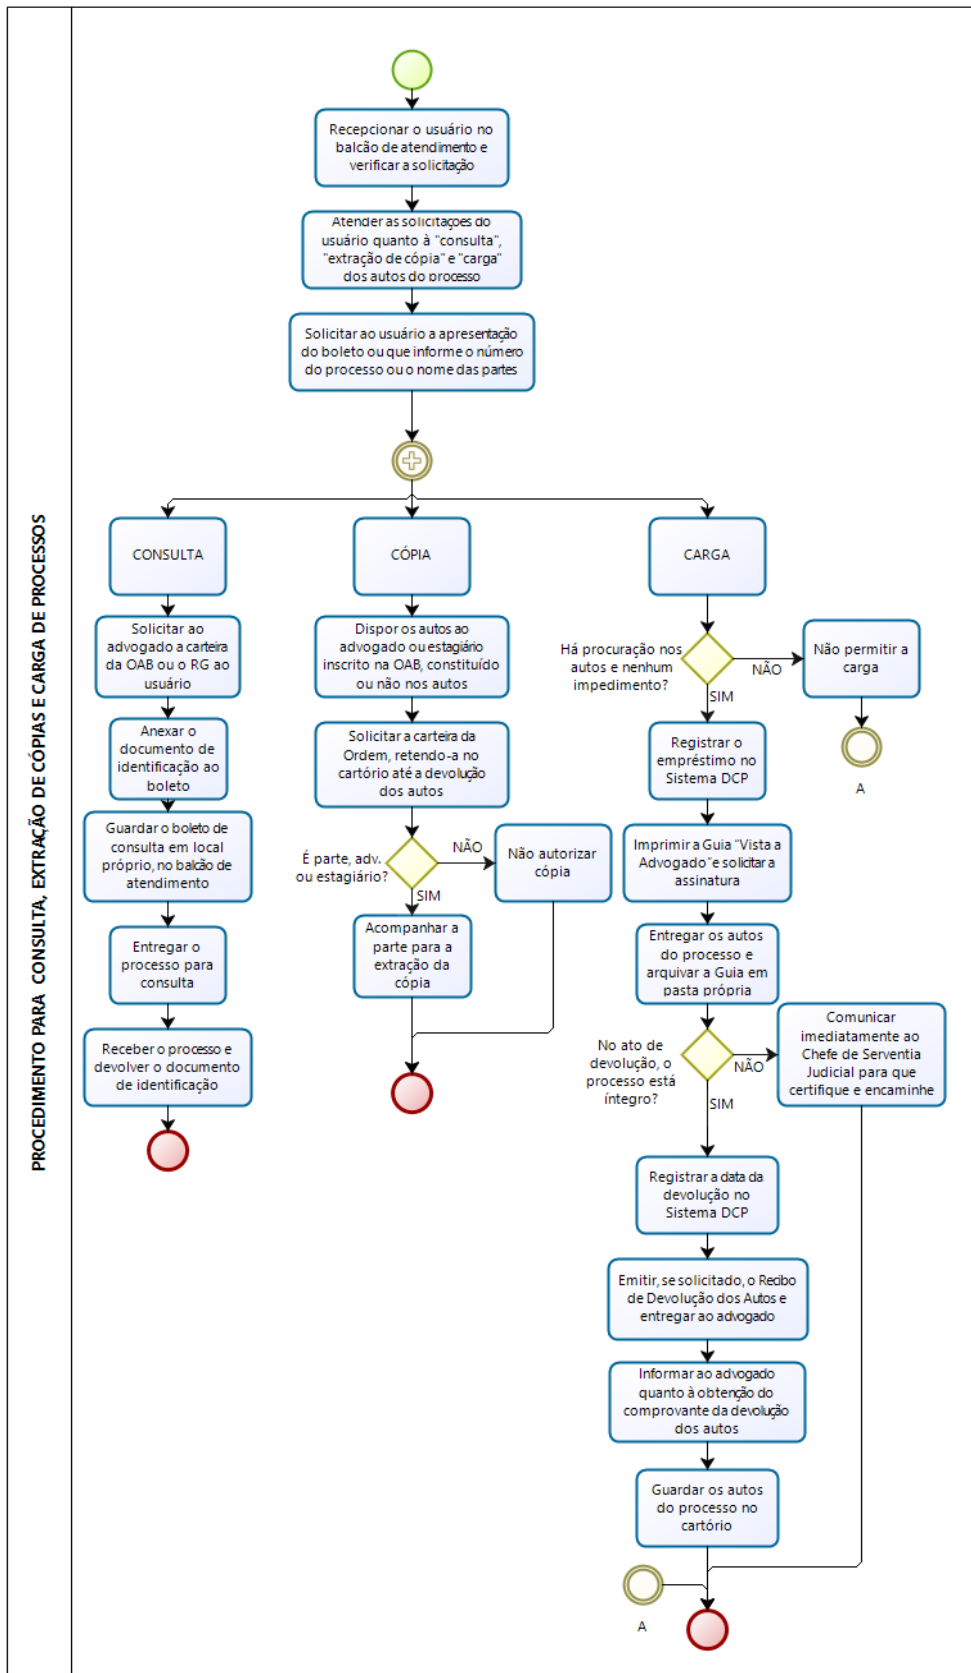 PROCEDIMENTO PARA CONSULTA, EXTRAÇÃO DE CÓPIAS E CARGA DE PROCESSOS
Recepcionar o usuário no
balcão de atendimento e
verificar a solicitação
Atender as solicitações do
usuário quanto à "consulta",
"extração de cópia" e "carga"
dos autos do processo
Solicitar ao usuário a apresentação
do boleto ou que informe o número
do processo ou o nome das partes
CONSULTA
Solicitar ao
advogado a carteira
da OAB ou o RG ao
usuário
Anexar o
documento de
identificação ao
boleto
Guardar o boleto de
consulta em local
próprio, no balcão de
atendimento
Entregar o
processo para
consulta
Receber o processo e
devolver o documento
de identificação
CÓPIA
Dispor os autos ao
advogado ou estagiário
inscrito na OAB, constituído
ou não nos autos
Solicitar a carteira da
Ordem, retendo-a no
cartório até a devolução
dos autos
É parte, adv.
ou estagiário?
NÃO
Não autorizar
cópia
SIM
Acompanhar a
parte para a
extração da
cópia
CARGA
Há procuração nos
autos e nenhum
impedimento?
NÃO
Não permitir a
carga
A
SIM
Registrar o
empréstimo no
Sistema DCP
Imprimir a Guia "Vista a
Advogado"e solicitar a
assinatura
Entregar os autos
do processo e
arquivar a Guia em
pasta própria
No ato de
devolução, o
processo está
íntegro?
NÃO
Comunicar
imediatamente ao
Chefe de Serventia
Judicial para que
certifique e encaminhe
SIM
Registrar a data da
devolução no
Sistema DCP
Emitir, se solicitado, o Recibo
de Devolução dos Autos e
entregar ao advogado
Informar ao advogado
quanto à obtenção do
comprovante da devolução
dos autos
Guardar os autos
do processo no
cartório
A